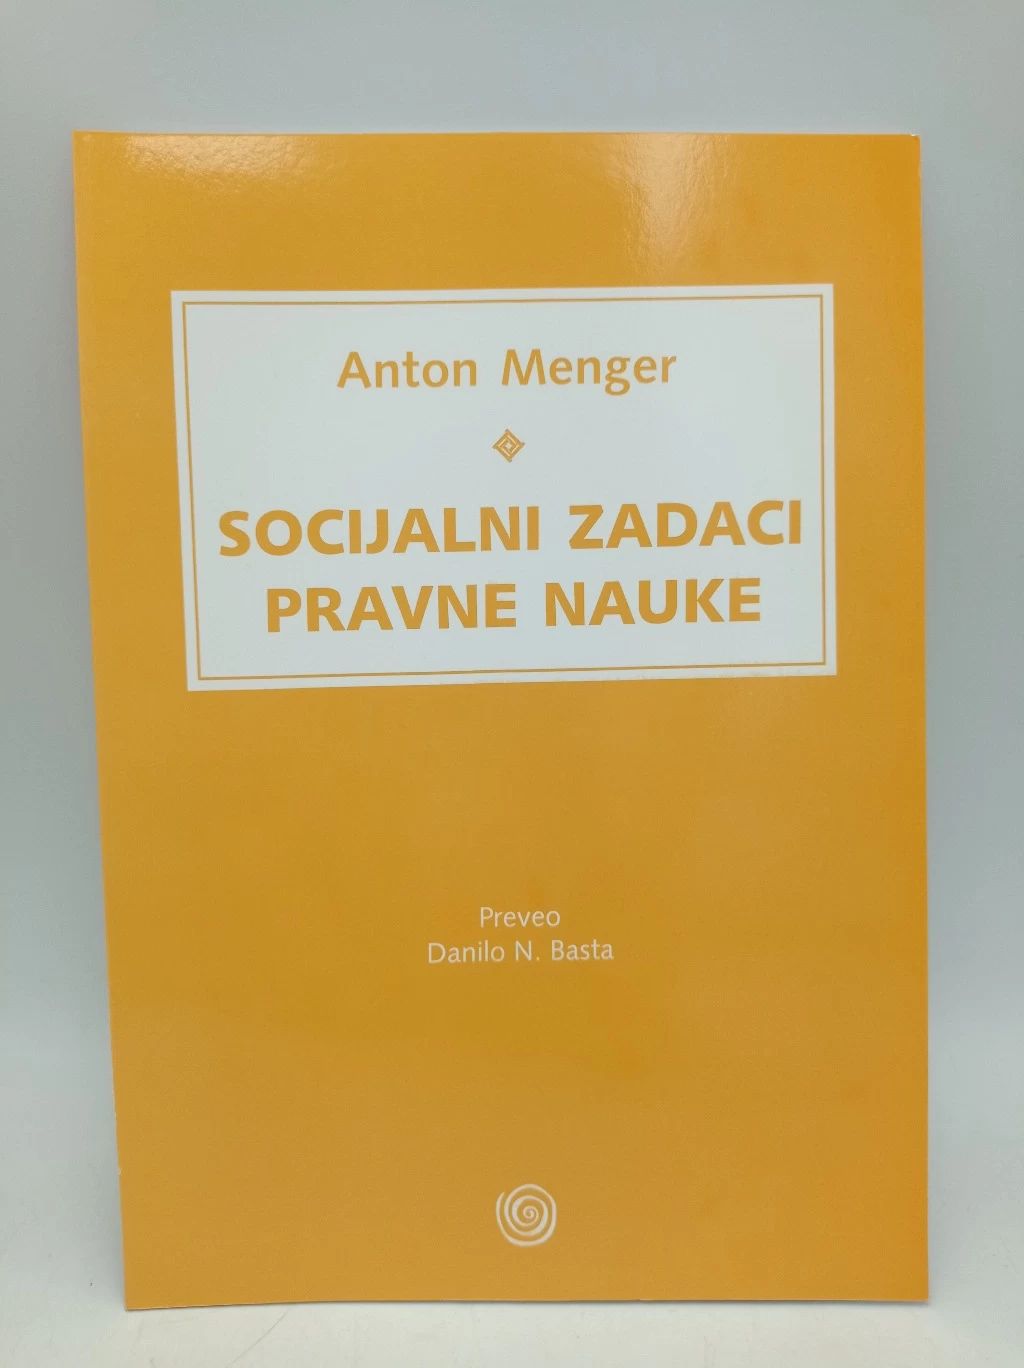 Anton Menger
SOCIJALNI ZADACI
PRAVNE NAUKE
Preveo
Danilo N. Basta